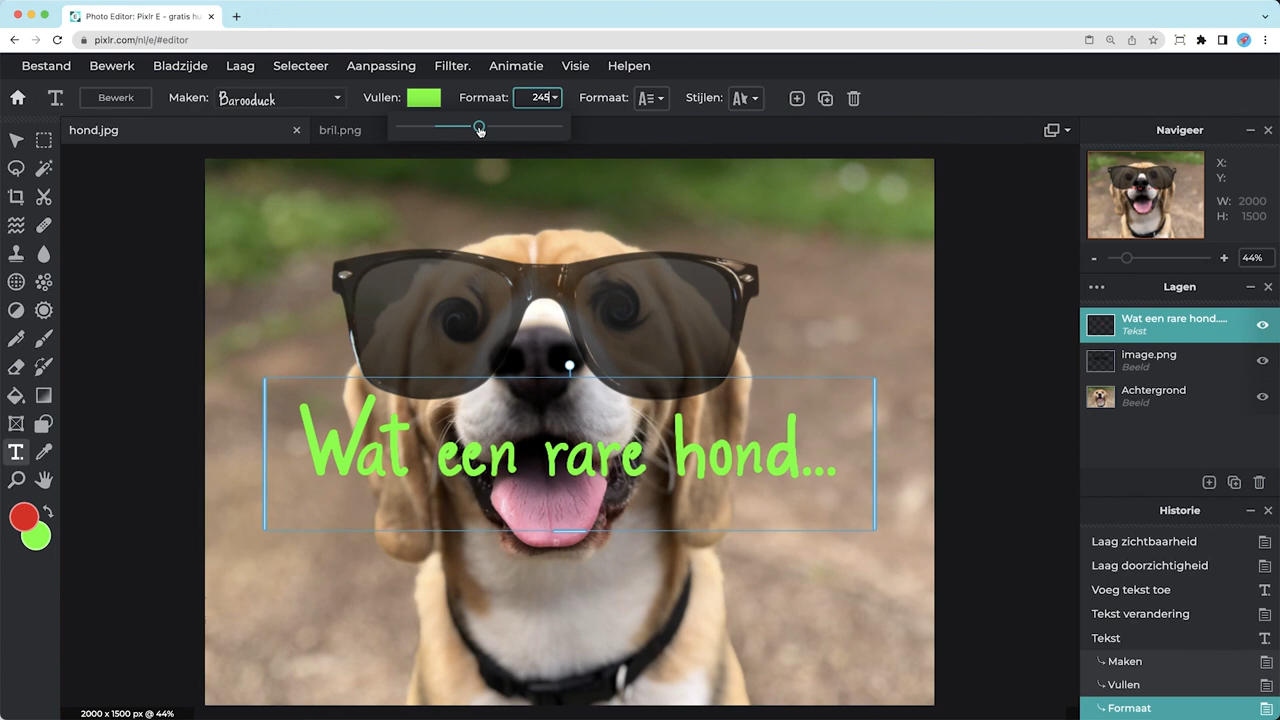 Photo Editor: Pixlr E - gratis hu
pixlr.com/nl/e/#editor
Bestand Bewerk Bladzijde Laag Selecteer Aanpassing Fillter. Animatie Visie Helpen
Bewerk Maken: Barooduck Vullen: Formaat: 245 Formaat: Stijlen:
hond.jpg bril.png
Navigeer
X:
Y:
W: 2000
H: 1500
44%
Lagen
Wat een rare hond.....
Tekst
image.png
Beeld
Achtergrond
Beeld
Wat een rare hond...
Historie
Laag zichtbaarheid
Laag doorzichtigheid
Voeg tekst toe
Tekst verandering
Tekst
Maken
Vullen
Formaat
2000 x 1500 px @ 44%